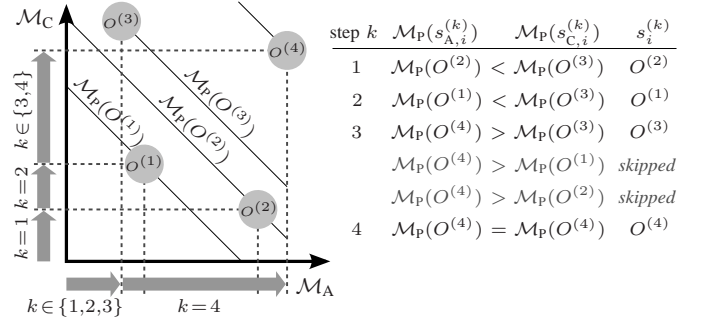 𝓜_C
O^(3)
O^(4)
𝓜_P(O^(3))
𝓜_P(O^(2))
𝓜_P(O^(1))
O^(1)
O^(2)
k∈{3,4}
k=2
k=1
𝓜_A
k∈{1,2,3} k=4
step k 𝓜_P(s_{A,i}^(k)) 𝓜_P(s_{C,i}^(k)) s_i^(k)
1 𝓜_P(O^(2)) < 𝓜_P(O^(3)) O^(2)
2 𝓜_P(O^(1)) < 𝓜_P(O^(3)) O^(1)
3 𝓜_P(O^(4)) > 𝓜_P(O^(3)) O^(3)
𝓜_P(O^(4)) > 𝓜_P(O^(1)) skipped
𝓜_P(O^(4)) > 𝓜_P(O^(2)) skipped
4 𝓜_P(O^(4)) = 𝓜_P(O^(4)) O^(4)